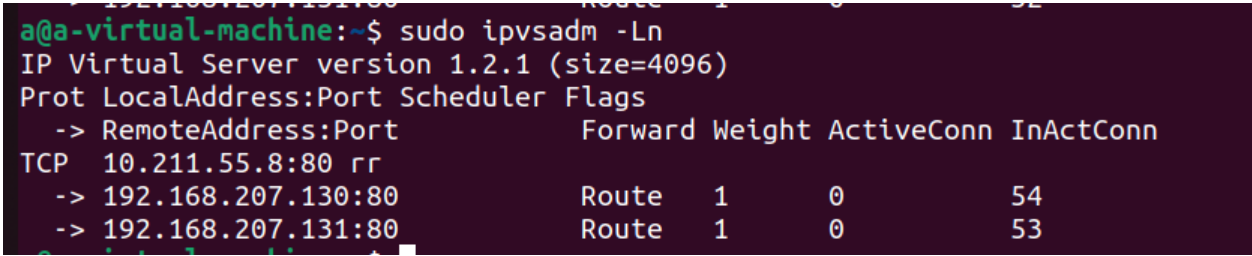 -> 192.168.207.131:80 Route 1 0 52
a@a-virtual-machine:~$ sudo ipvsadm -Ln
IP Virtual Server version 1.2.1 (size=4096)
Prot LocalAddress:Port Scheduler Flags
  -> RemoteAddress:Port           Forward Weight ActiveConn InActConn
TCP  10.211.55.8:80 rr
  -> 192.168.207.130:80           Route   1      0          54
  -> 192.168.207.131:80           Route   1      0          53